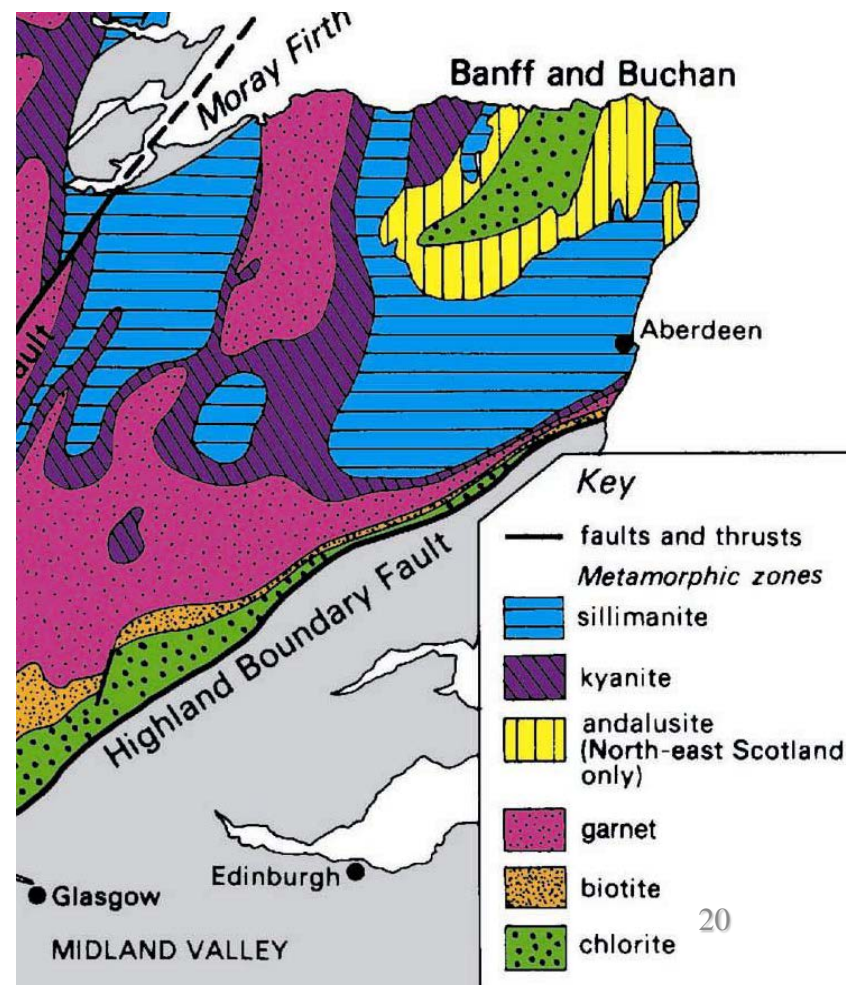 Moray Firth
Banff and Buchan
ault
Aberdeen
Highland Boundary Fault
Edinburgh
Glasgow
MIDLAND VALLEY
Key
faults and thrusts
Metamorphic zones
sillimanite
kyanite
andalusite
(North-east Scotland
only)
garnet
biotite
chlorite
20